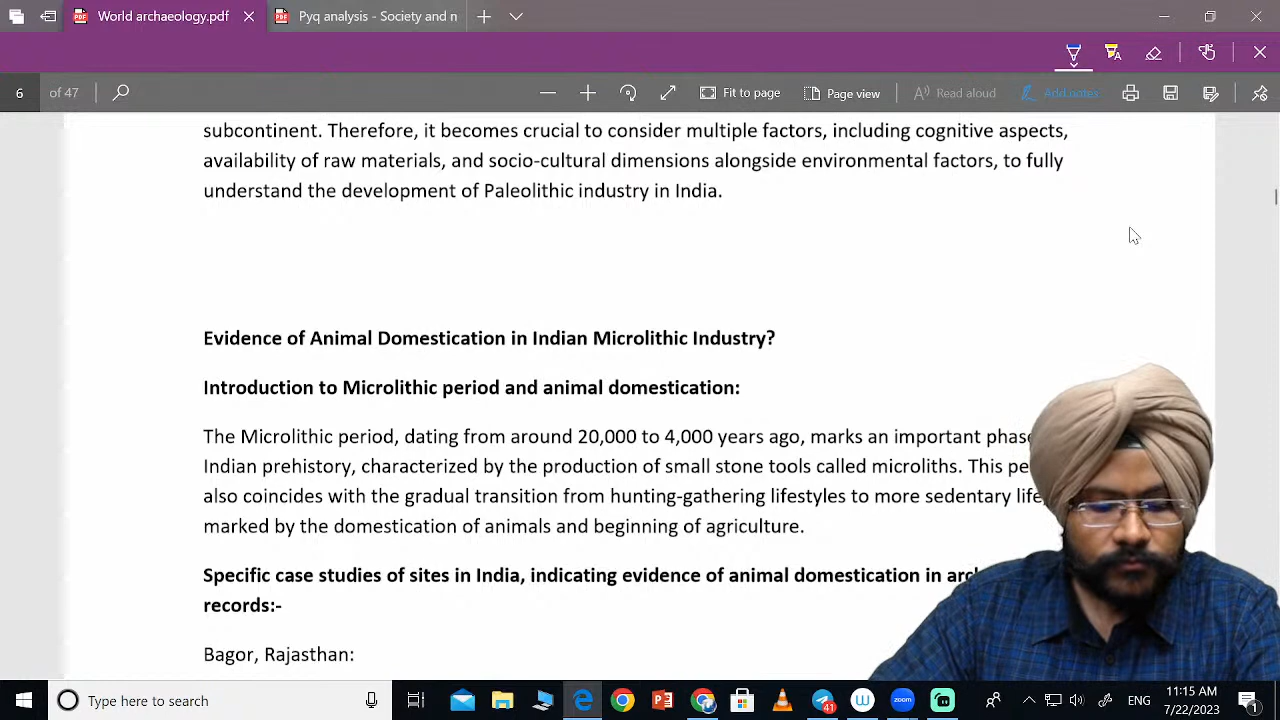 World archaeology
Pyq analysis - Society and n
6 of 47
Fit to page
Page view
Read aloud
Add notes
subcontinent. Therefore, it becomes crucial to consider multiple factors, including cognitive aspects,
availability of raw materials, and socio-cultural dimensions alongside environmental factors, to fully
understand the development of Paleolithic industry in India.
Evidence of Animal Domestication in Indian Microlithic Industry?
Introduction to Microlithic period and animal domestication:
The Microlithic period, dating from around 20,000 to 4,000 years ago, marks an important phase
Indian prehistory, characterized by the production of small stone tools called microliths. This pe
also coincides with the gradual transition from hunting-gathering lifestyles to more sedentary life,
marked by the domestication of animals and beginning of agriculture.
Specific case studies of sites in India, indicating evidence of animal domestication in arc
records:-
Bagor, Rajasthan:
Type here to search
41
W
zoom
ENG
11:15 AM
7/22/2023
1